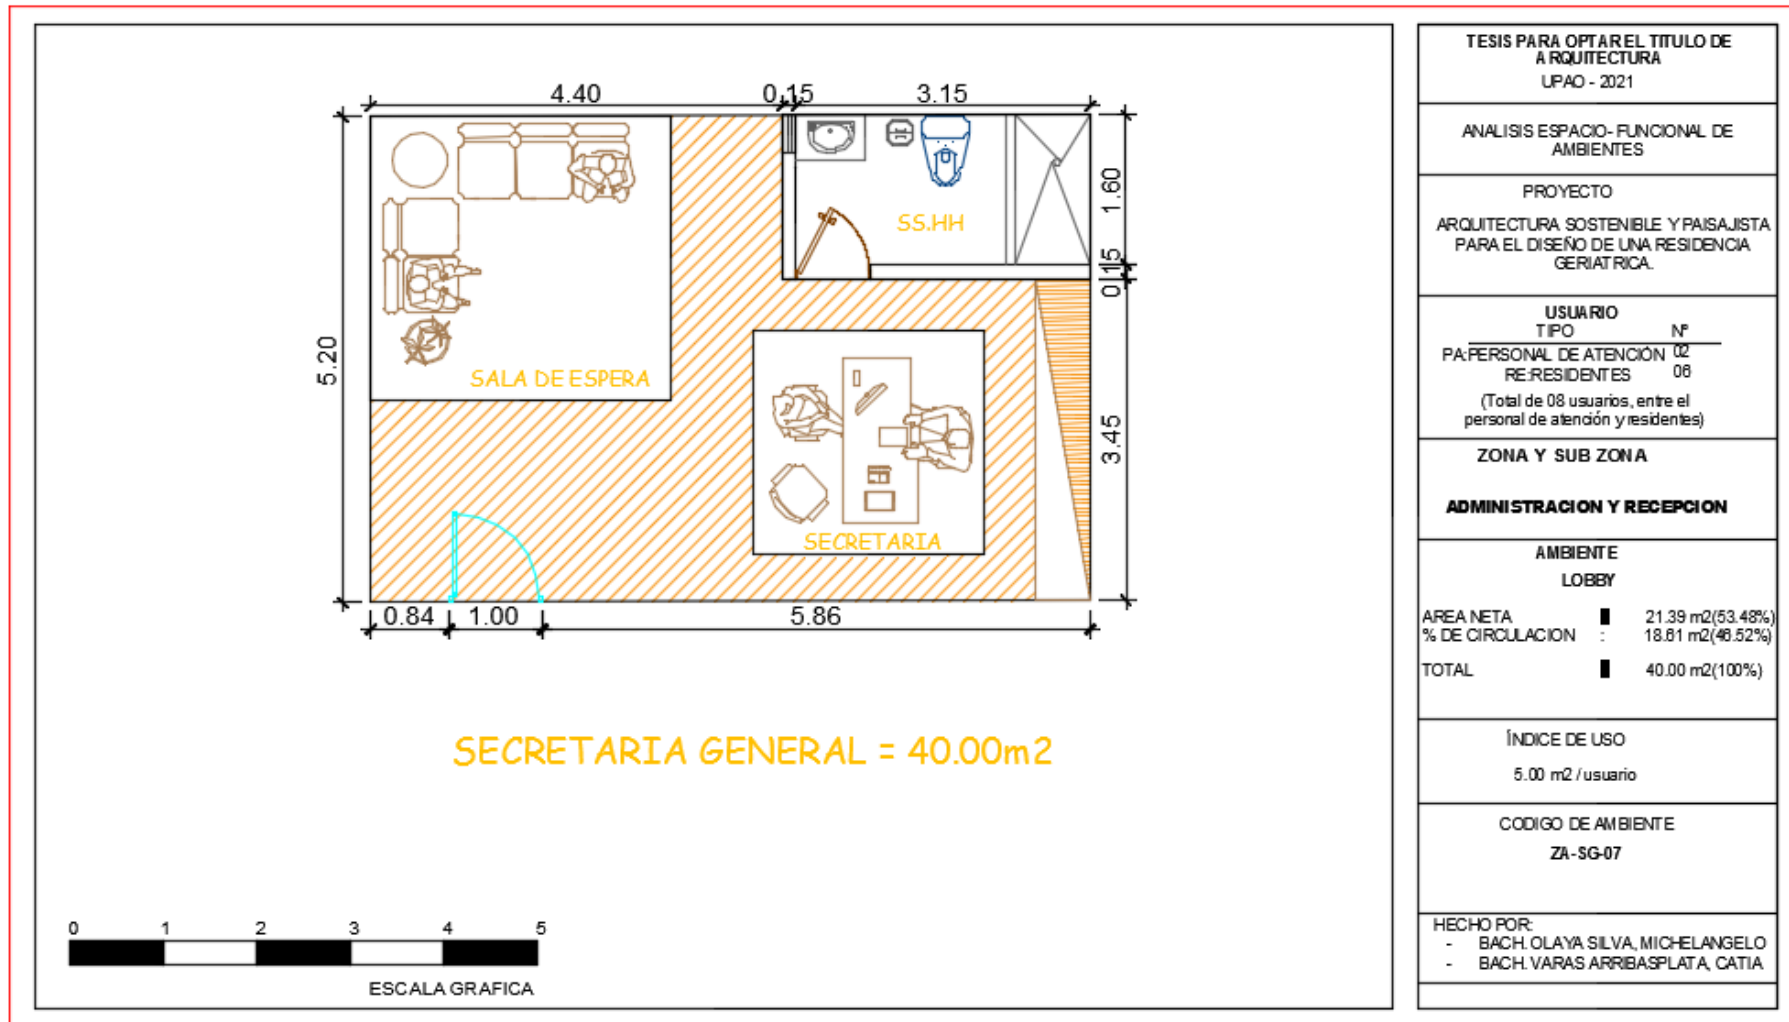 4.40
0.15
3.15
1.60
0.15
3.45
5.20
SS.HH
SALA DE ESPERA
SECRETARIA
0.84
1.00
5.86
SECRETARIA GENERAL = 40.00m2
0 1 2 3 4 5
ESCALA GRAFICA
TESIS PARA OPTAR EL TITULO DE
ARQUITECTURA
UPAO - 2021
ANALISIS ESPACIO- FUNCIONAL DE
AMBIENTES
PROYECTO
ARQUITECTURA SOSTENIBLE Y PAISAJISTA
PARA EL DISEÑO DE UNA RESIDENCIA
GERIATRICA.
USUARIO
TIPO Nº
PA:PERSONAL DE ATENCIÓN 02
RE:RESIDENTES 06
(Total de 08 usuarios, entre el
personal de atención y residentes)
ZONA Y SUB ZONA
ADMINISTRACION Y RECEPCION
AMBIENTE
LOBBY
AREA NETA 21.39 m2(53.48%)
% DE CIRCULACION : 18.61 m2(46.52%)
TOTAL 40.00 m2(100%)
ÍNDICE DE USO
5.00 m2 / usuario
CODIGO DE AMBIENTE
ZA-SG-07
HECHO POR:
- BACH. OLAYA SILVA, MICHELANGELO
- BACH. VARAS ARRIBASPLATA, CATIA